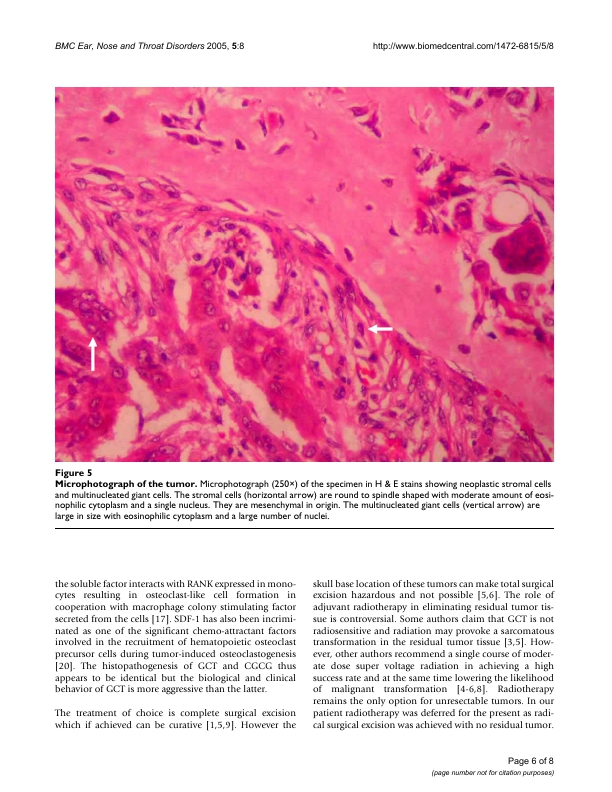 BMC Ear, Nose and Throat Disorders 2005, 5:8
http://www.biomedcentral.com/1472-6815/5/8
Figure 5
Microphotograph of the tumor. Microphotograph (250×) of the specimen in H & E stains showing neoplastic stromal cells
and multinucleated giant cells. The stromal cells (horizontal arrow) are round to spindle shaped with moderate amount of eosi-
nophilic cytoplasm and a single nucleus. They are mesenchymal in origin. The multinucleated giant cells (vertical arrow) are
large in size with eosinophilic cytoplasm and a large number of nuclei.
the soluble factor interacts with RANK expressed in mono-
cytes resulting in osteoclast-like cell formation in
cooperation with macrophage colony stimulating factor
secreted from the cells [17]. SDF-1 has also been incrimi-
nated as one of the significant chemo-attractant factors
involved in the recruitment of hematopoietic osteoclast
precursor cells during tumor-induced osteoclastogenesis
[20]. The histopathogenesis of GCT and CGCG thus
appears to be identical but the biological and clinical
behavior of GCT is more aggressive than the latter.
The treatment of choice is complete surgical excision
which if achieved can be curative [1,5,9]. However the
skull base location of these tumors can make total surgical
excision hazardous and not possible [5,6]. The role of
adjuvant radiotherapy in eliminating residual tumor tis-
sue is controversial. Some authors claim that GCT is not
radiosensitive and radiation may provoke a sarcomatous
transformation in the residual tumor tissue [3,5]. How-
ever, other authors recommend a single course of moder-
ate dose super voltage radiation in achieving a high
success rate and at the same time lowering the likelihood
of malignant transformation [4-6,8]. Radiotherapy
remains the only option for unresectable tumors. In our
patient radiotherapy was deferred for the present as radi-
cal surgical excision was achieved with no residual tumor.
Page 6 of 8
(page number not for citation purposes)